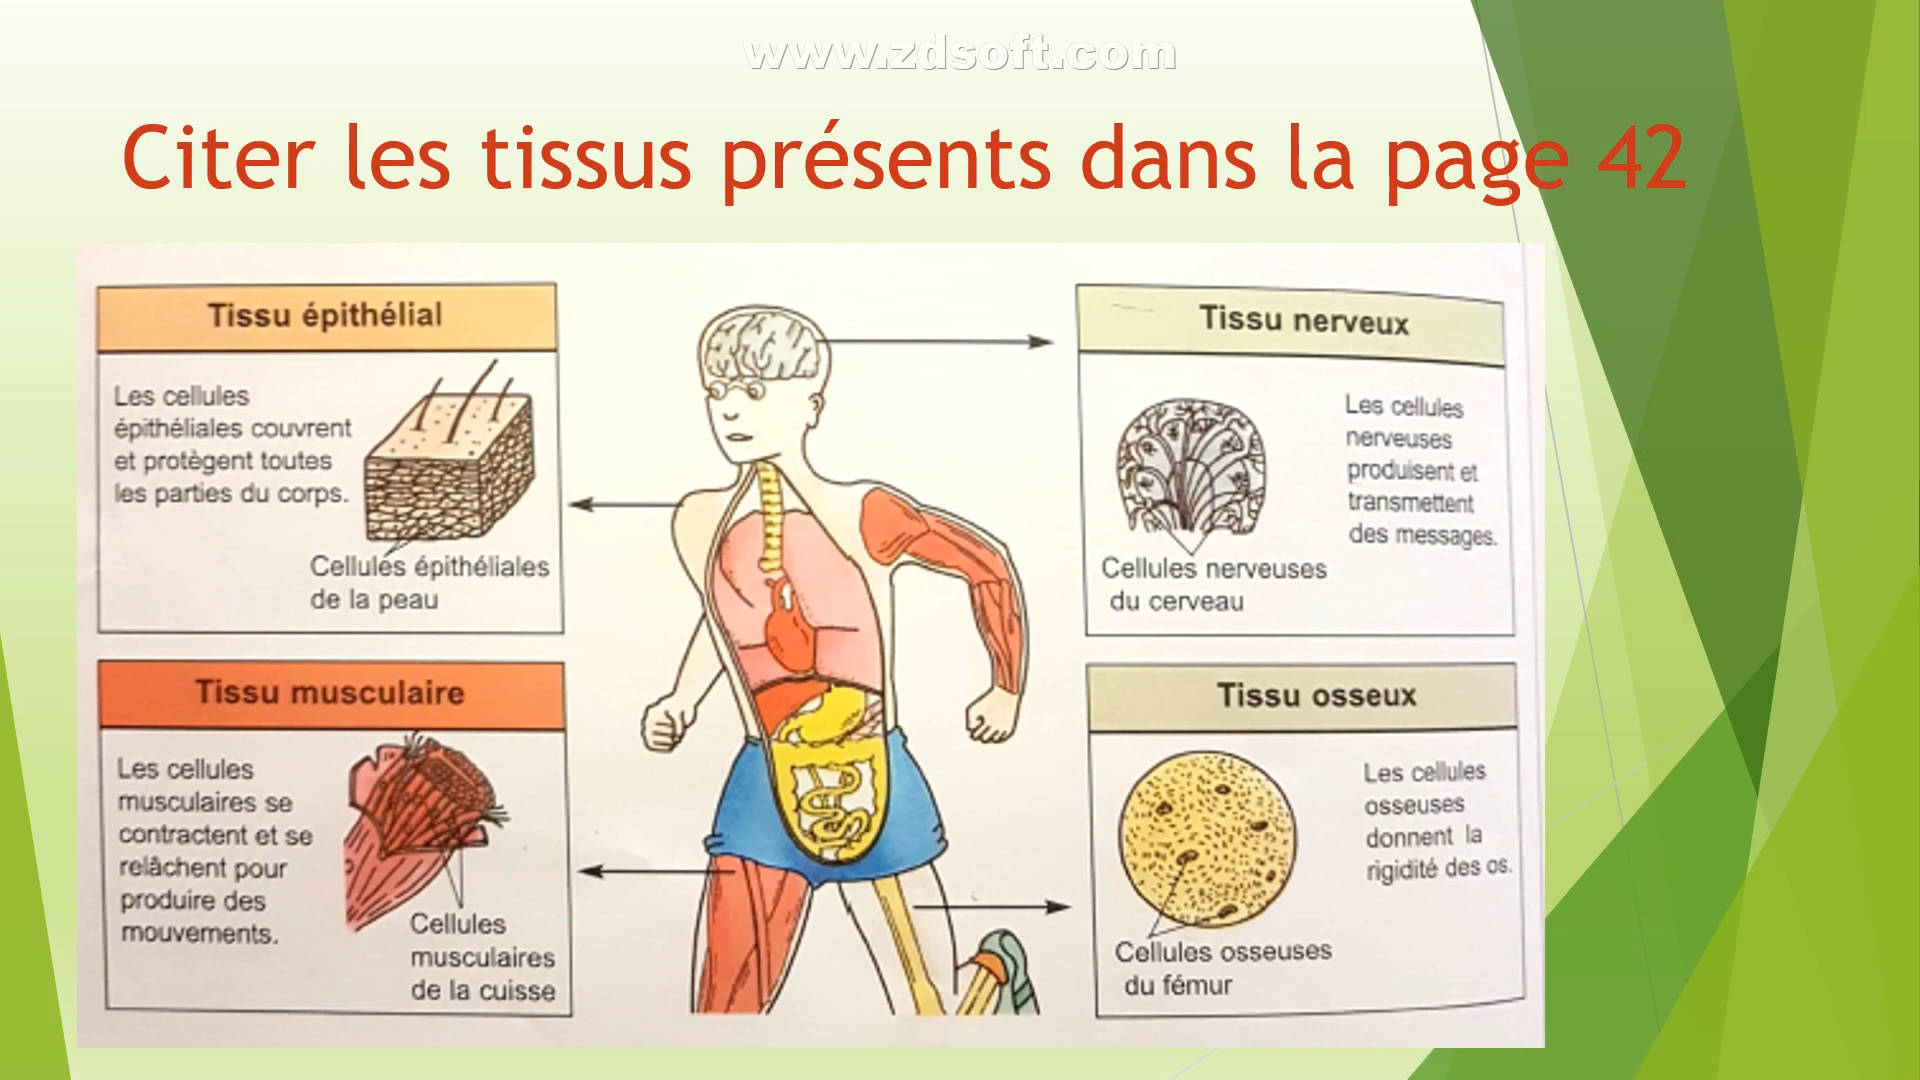 www.zdsoft.com
Citer les tissus présents dans la page 42
Tissu épithélial
Les cellules
épithéliales couvrent
et protègent toutes
les parties du corps.
Cellules épithéliales
de la peau
Tissu nerveux
Les cellules
nerveuses
produisent et
transmettent
des messages.
Cellules nerveuses
du cerveau
Tissu musculaire
Les cellules
musculaires se
contractent et se
relâchent pour
produire des
mouvements.
Cellules
musculaires
de la cuisse
Tissu osseux
Les cellules
osseuses
donnent la
rigidité des os.
Cellules osseuses
du fémur